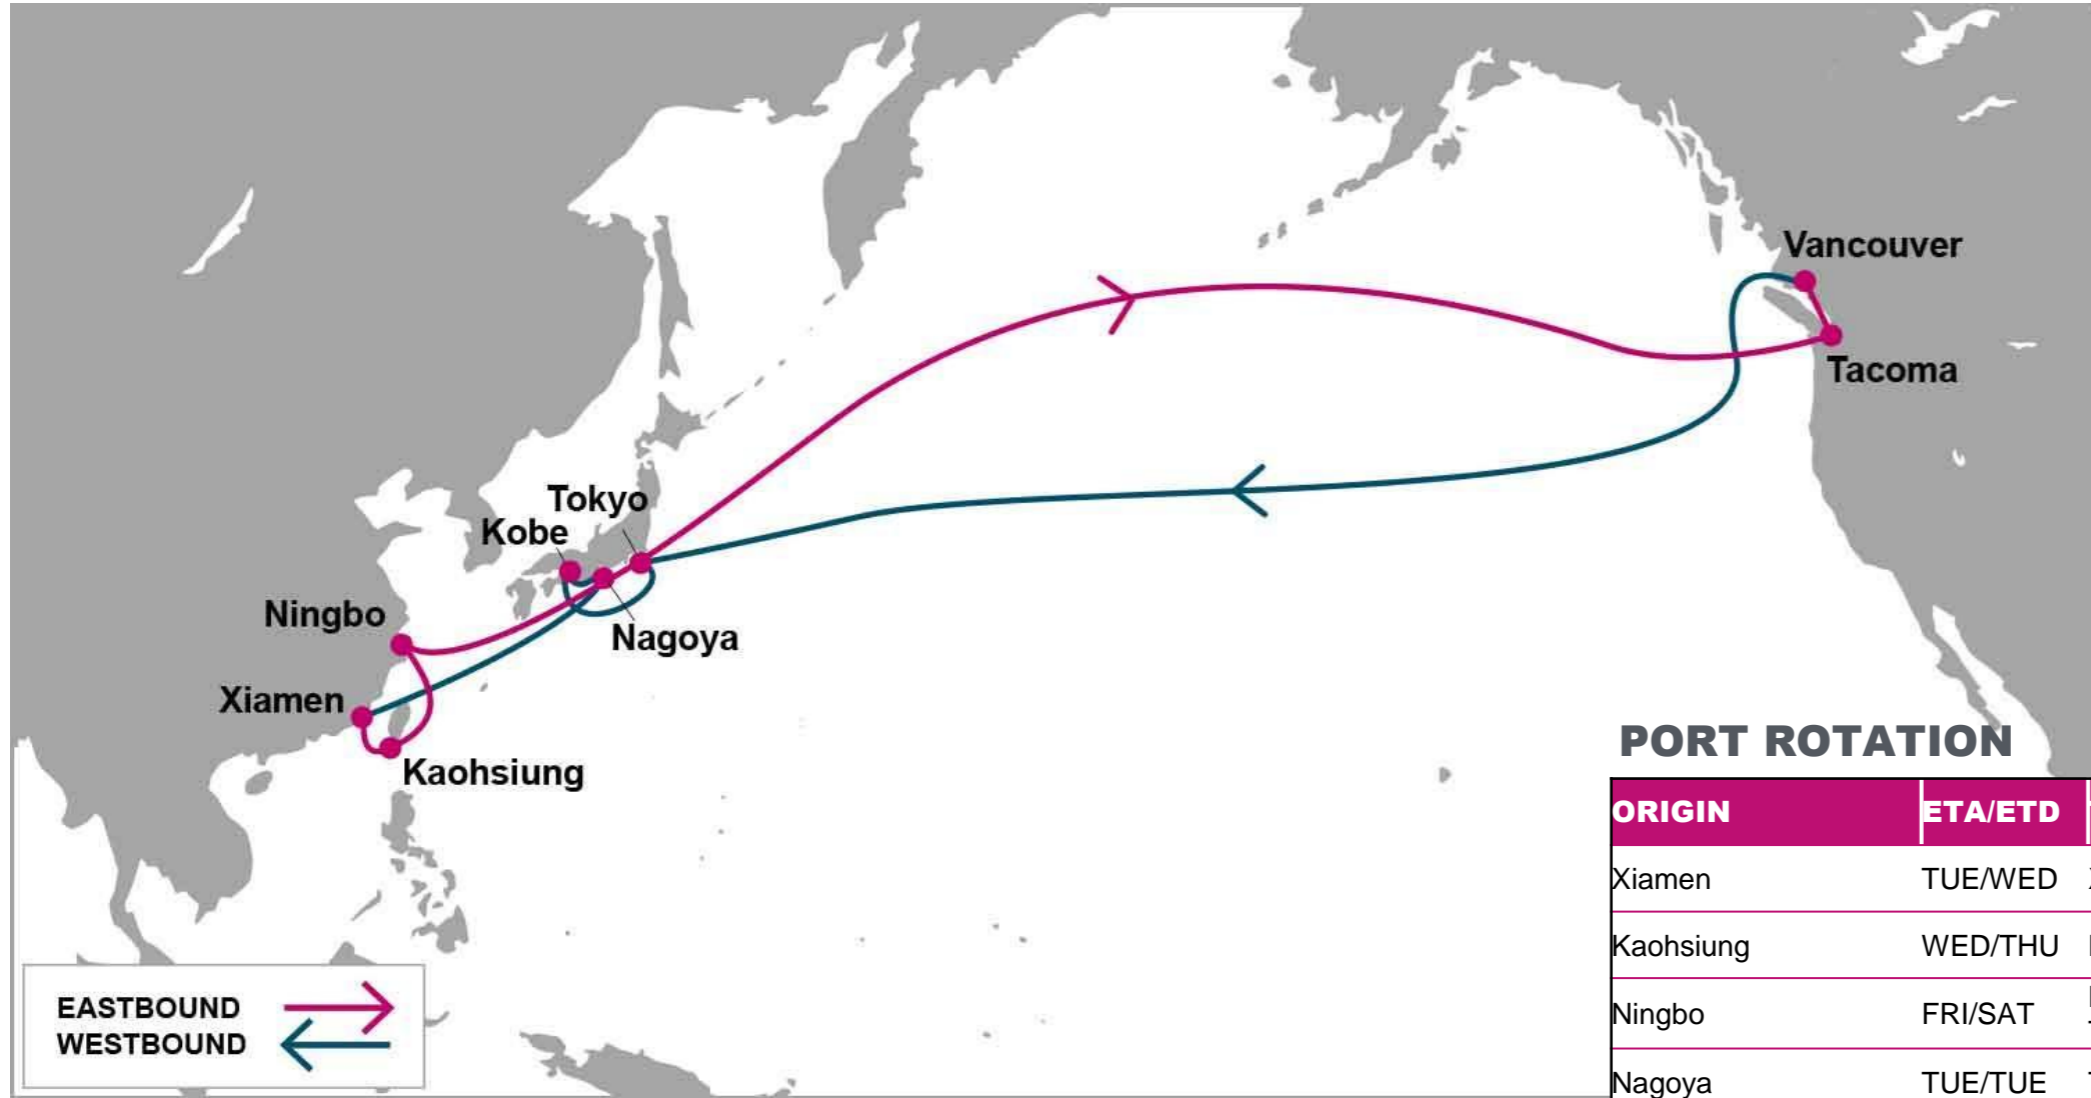 Vancouver
Tacoma
Tokyo
Kobe
Ningbo
Nagoya
Xiamen
Kaohsiung
EASTBOUND
WESTBOUND
PORT ROTATION
ORIGIN ETA/ETD
Xiamen TUE/WED
Kaohsiung WED/THU
Ningbo FRI/SAT
Nagoya TUE/TUE